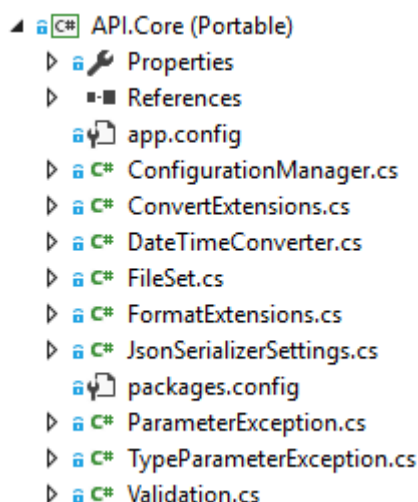 C# API.Core (Portable)
Properties
References
app.config
C# ConfigurationManager.cs
C# ConvertExtensions.cs
C# DateTimeConverter.cs
C# FileSet.cs
C# FormatExtensions.cs
C# JsonSerializerSettings.cs
packages.config
C# ParameterException.cs
C# TypeParameterException.cs
C# Validation.cs